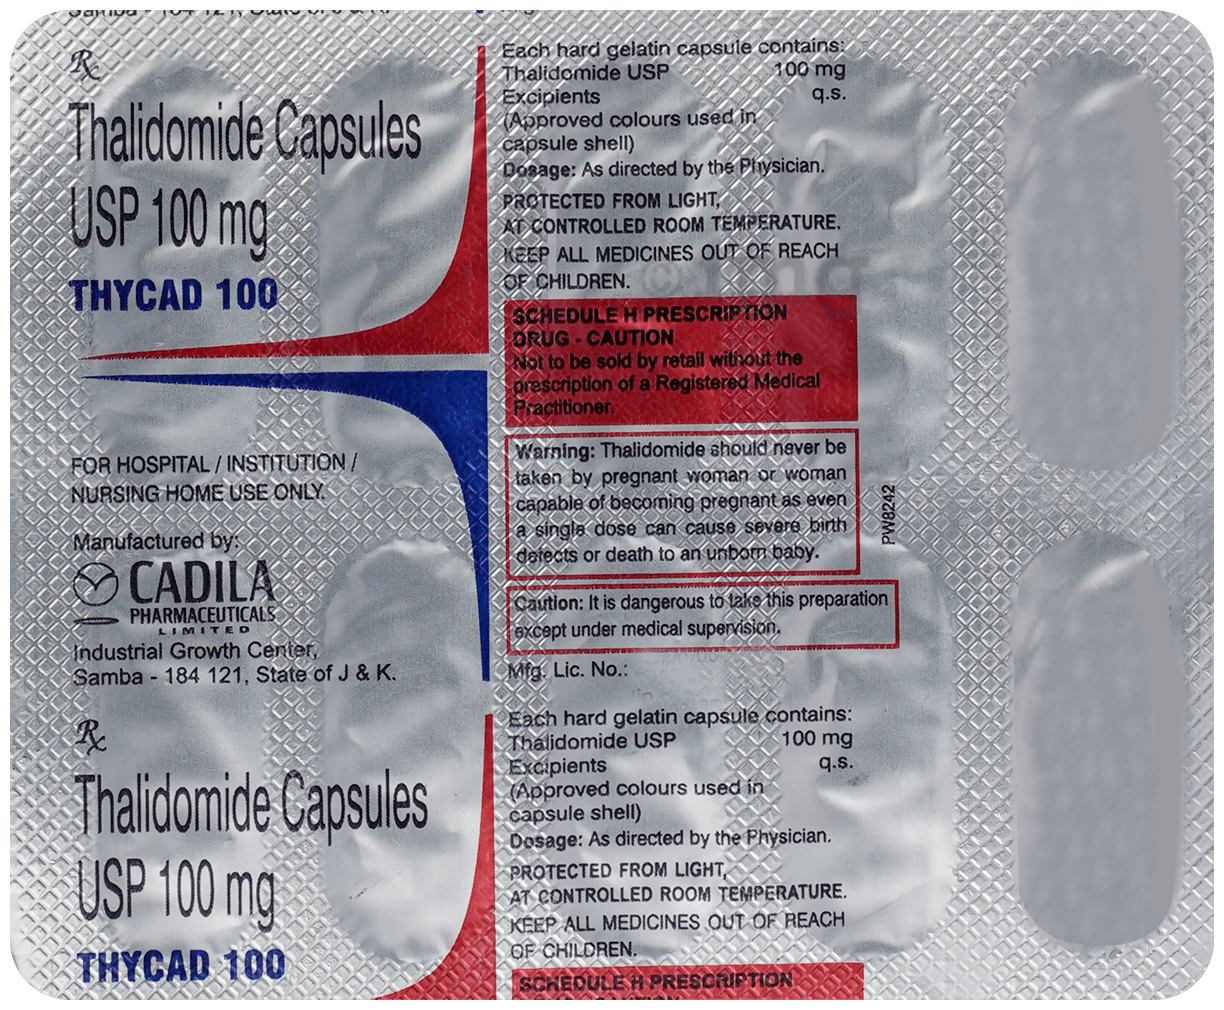 Samba - 184 121, State of J & K.
Rx
Thalidomide Capsules
USP 100 mg
THYCAD 100
FOR HOSPITAL / INSTITUTION /
NURSING HOME USE ONLY.
Manufactured by:
CADILA
PHARMACEUTICALS
LIMITED
Industrial Growth Center,
Samba - 184 121, State of J & K.
Rx
Thalidomide Capsules
USP 100 mg
THYCAD 100
Each hard gelatin capsule contains:
Thalidomide USP 100 mg
Excipients q.s.
(Approved colours used in
capsule shell)
Dosage: As directed by the Physician.
PROTECTED FROM LIGHT,
AT CONTROLLED ROOM TEMPERATURE.
KEEP ALL MEDICINES OUT OF REACH
OF CHILDREN.
SCHEDULE H PRESCRIPTION
DRUG - CAUTION
Not to be sold by retail without the
prescription of a Registered Medical
Practitioner.
Warning: Thalidomide should never be
taken by pregnant woman or woman
capable of becoming pregnant as even
a single dose can cause severe birth
defects or death to an unborn baby.
PW8242
Caution: It is dangerous to take this preparation
except under medical supervision.
Mfg. Lic. No.:
Each hard gelatin capsule contains:
Thalidomide USP 100 mg
Excipients q.s.
(Approved colours used in
capsule shell)
Dosage: As directed by the Physician.
PROTECTED FROM LIGHT,
AT CONTROLLED ROOM TEMPERATURE.
KEEP ALL MEDICINES OUT OF REACH
OF CHILDREN.
SCHEDULE H PRESCRIPTION